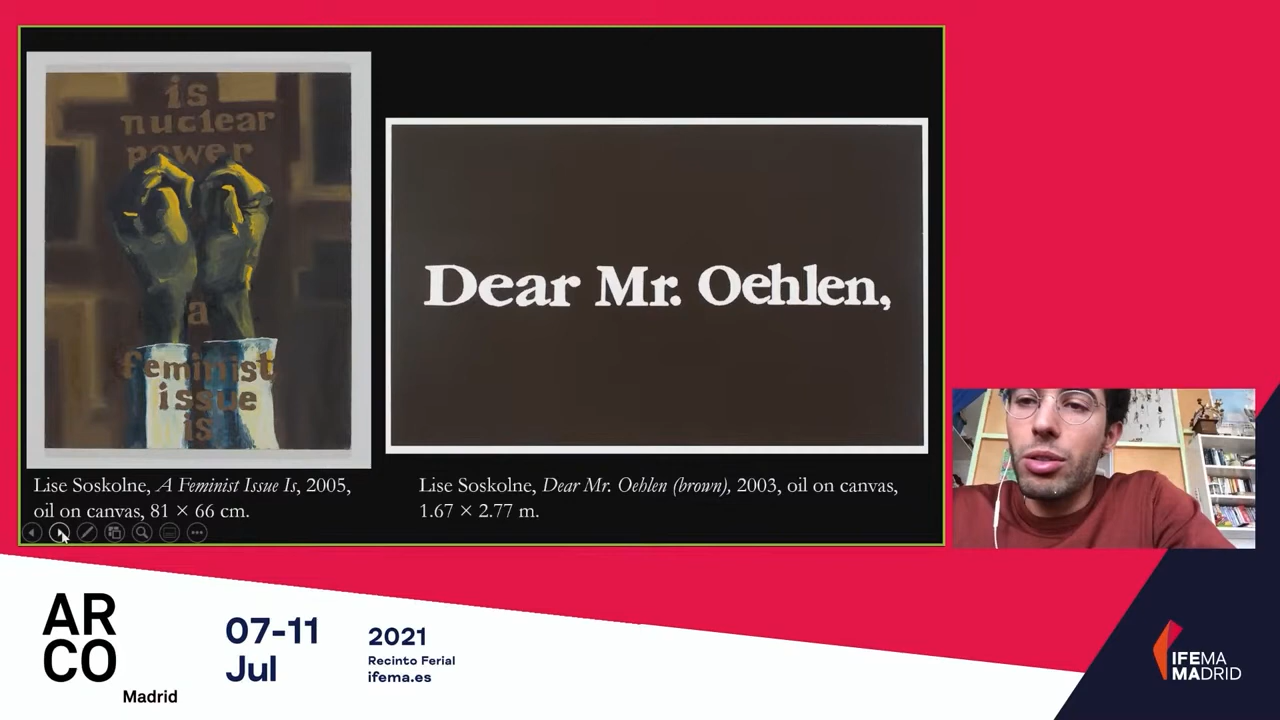 is
nuclear
power
a
feminist
issue
is
Dear Mr. Oehlen,
Lise Soskolne, A Feminist Issue Is, 2005,
oil on canvas, 81 × 66 cm.
Lise Soskolne, Dear Mr. Oehlen (brown), 2003, oil on canvas,
1.67 × 2.77 m.
AR
CO
Madrid
07-11
Jul
2021
Recinto Ferial
ifema.es
IFEMA
MADRID